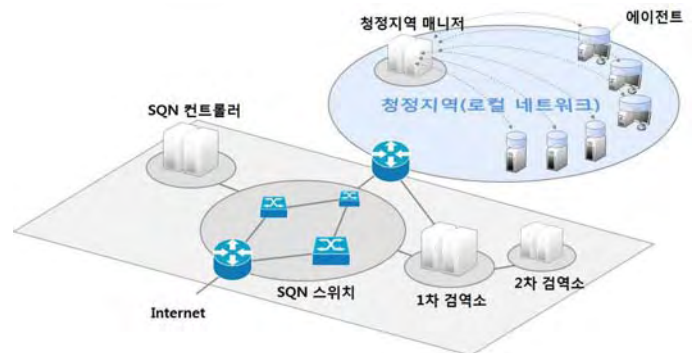 청정지역 매니저
에이전트
청정지역(로컬 네트워크)
SQN 컨트롤러
SQN 스위치
1차 검역소
2차 검역소
Internet